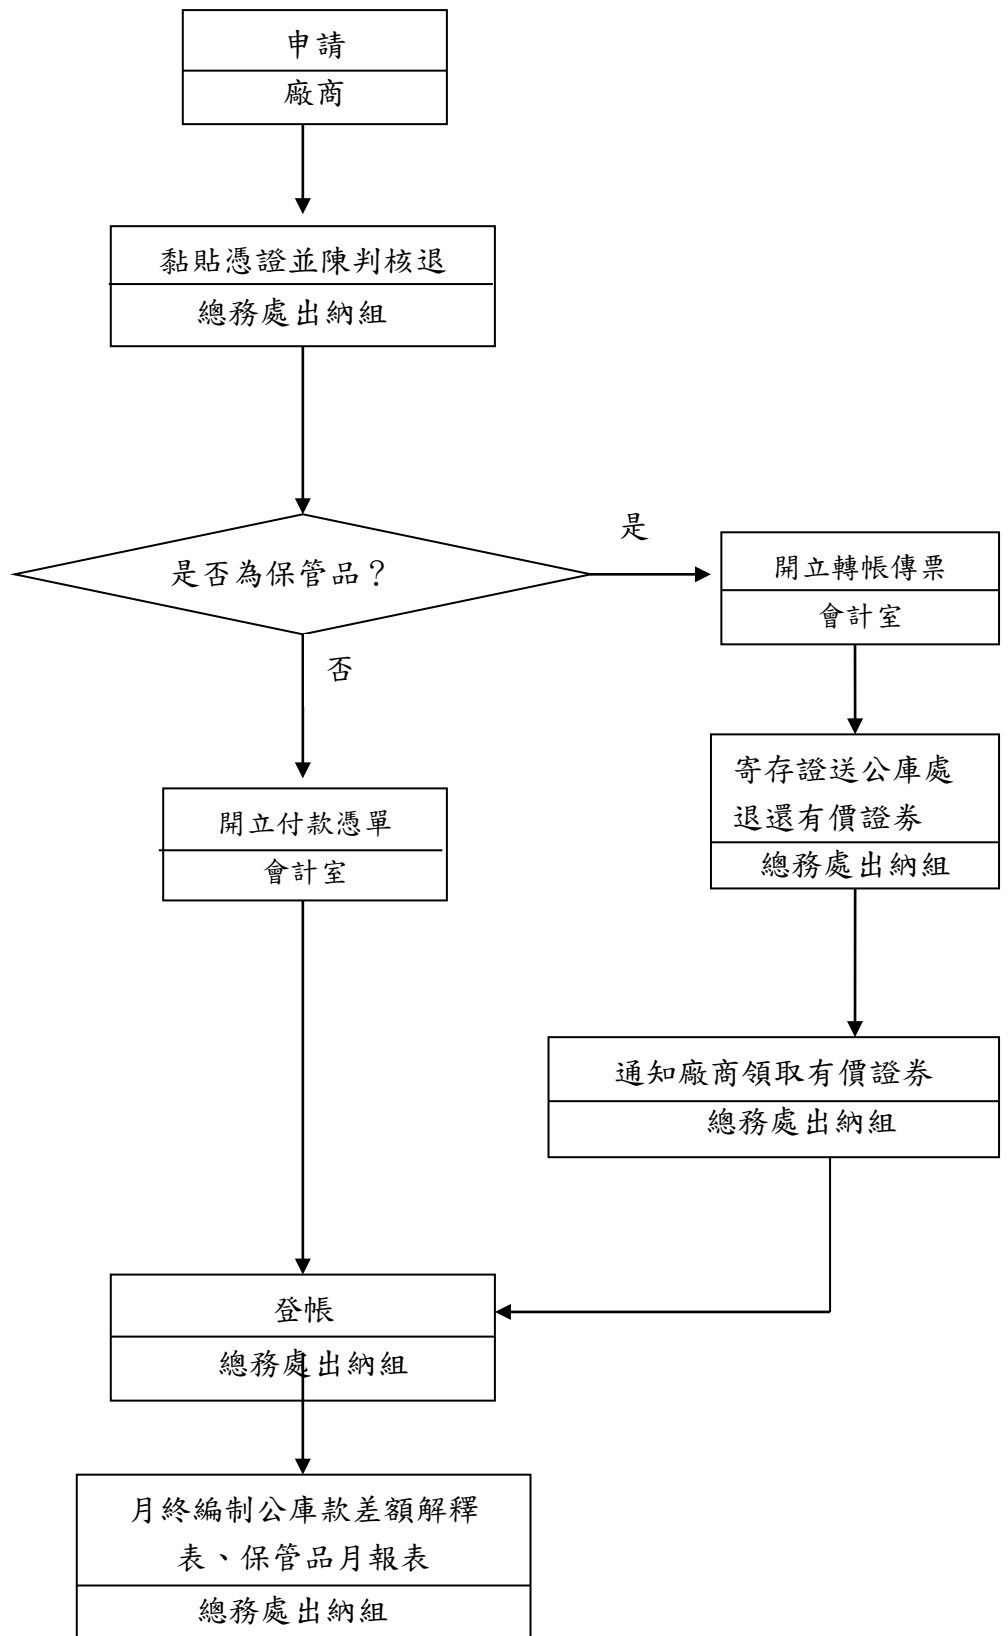 申請
廠商
黏貼憑證並陳判核退
總務處出納組
是否為保管品？
是
開立轉帳傳票
會計室
否
寄存證送公庫處
退還有價證券
總務處出納組
開立付款憑單
會計室
通知廠商領取有價證券
總務處出納組
登帳
總務處出納組
月終編制公庫款差額解釋
表、保管品月報表
總務處出納組